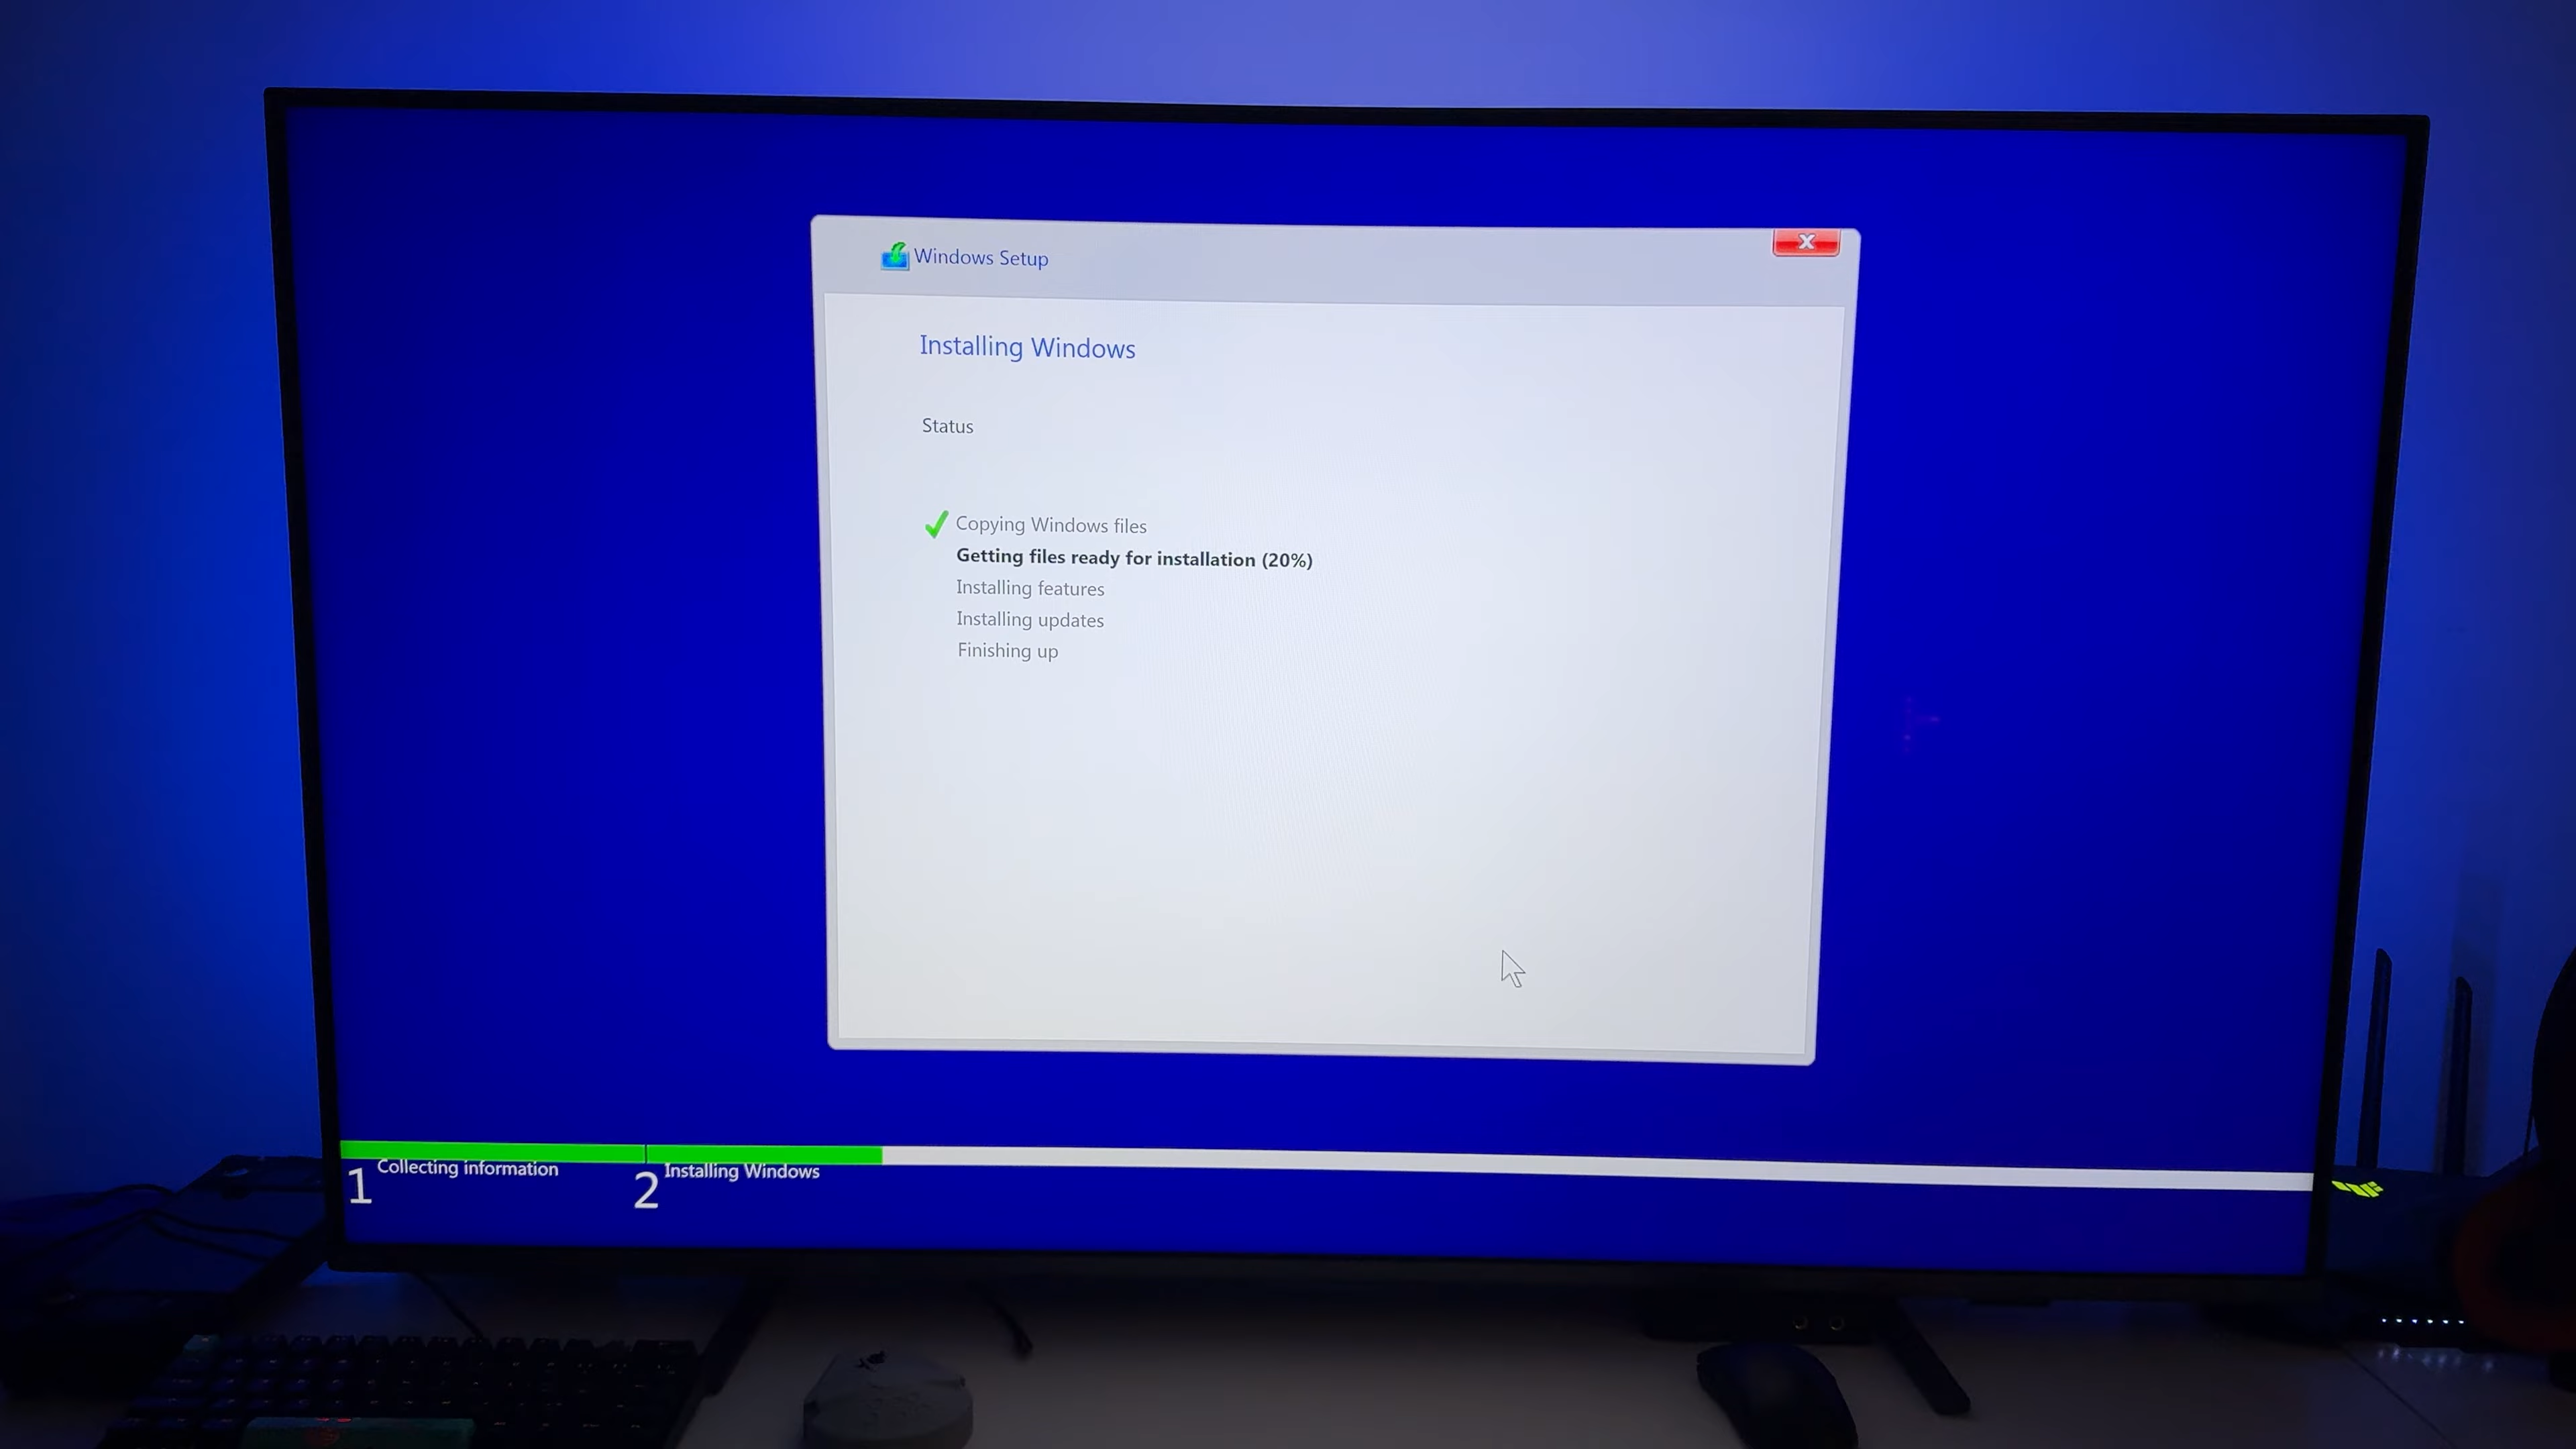 Windows Setup
Installing Windows
Status
Copying Windows files
Getting files ready for installation (20%)
Installing features
Installing updates
Finishing up
1 Collecting information
2 Installing Windows